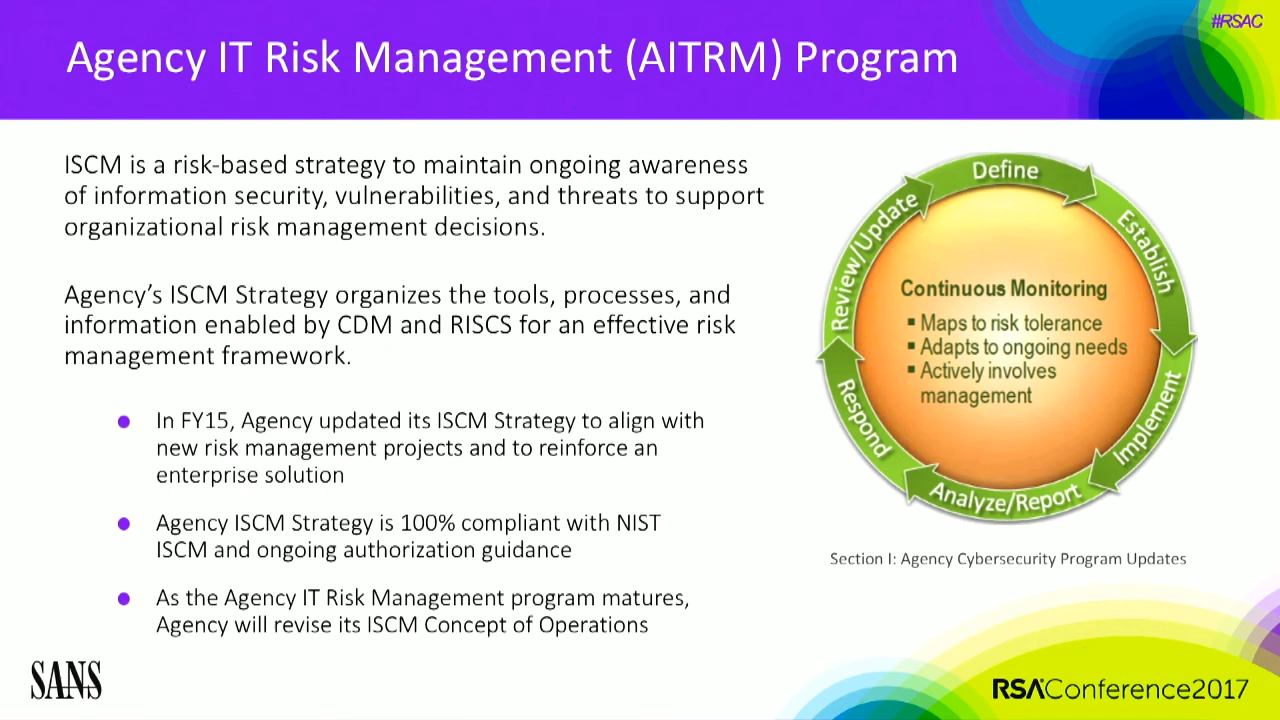 #RSAC
Agency IT Risk Management (AITRM) Program
ISCM is a risk-based strategy to maintain ongoing awareness
of information security, vulnerabilities, and threats to support
organizational risk management decisions.
Agency’s ISCM Strategy organizes the tools, processes, and
information enabled by CDM and RISCS for an effective risk
management framework.
● In FY15, Agency updated its ISCM Strategy to align with
new risk management projects and to reinforce an
enterprise solution
● Agency ISCM Strategy is 100% compliant with NIST
ISCM and ongoing authorization guidance
● As the Agency IT Risk Management program matures,
Agency will revise its ISCM Concept of Operations
Define
Establish
Implement
Analyze/Report
Respond
Review/Update
Continuous Monitoring
▪ Maps to risk tolerance
▪ Adapts to ongoing needs
▪ Actively involves
management
Section I: Agency Cybersecurity Program Updates
SANS
RSAConference2017